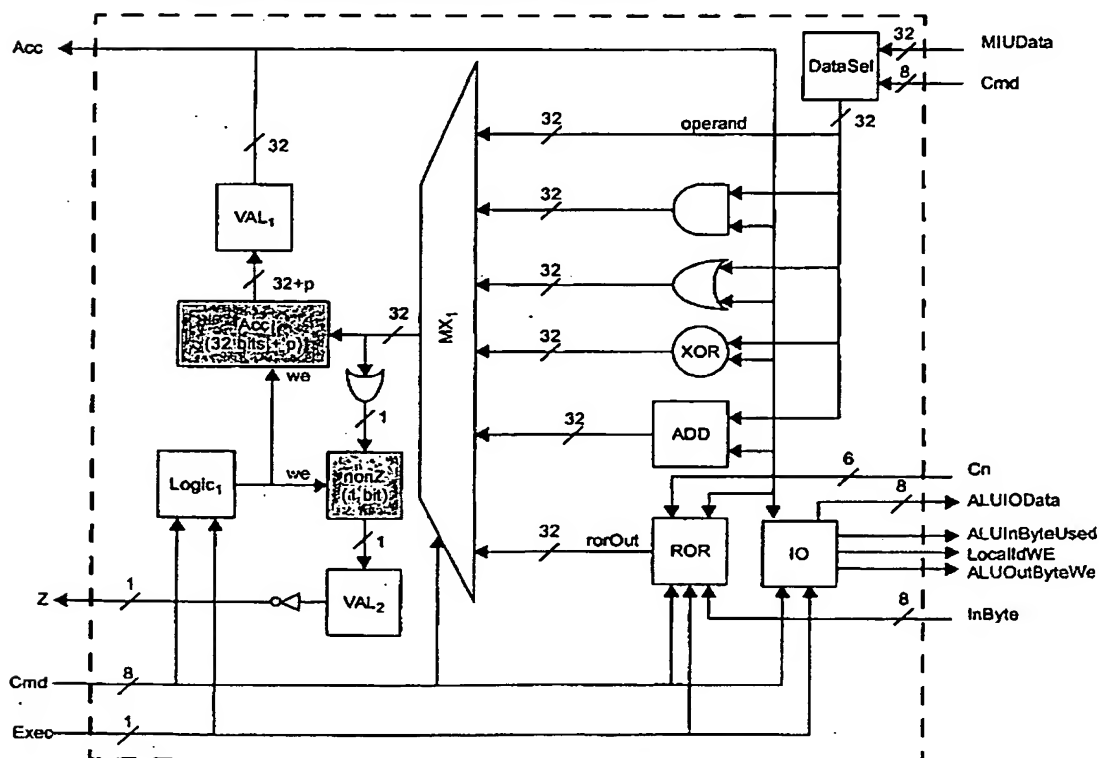 Acc
32
MIUData
8
Cmd
DataSel
32
32
operand
32
VAL₁
32
32+p
32
Acc
(32 bits + p)
32
MX₁
32
XOR
we
1
32
ADD
6
Cn
Logic₁
we
nonZ
(1 bit)
8
ALUIOData
1
32
rorOut
ROR
IO
ALUInByteUsed
LocalIdWE
ALUOutByteWe
Z
1
VAL₂
8
InByte
Cmd
8
Exec
1